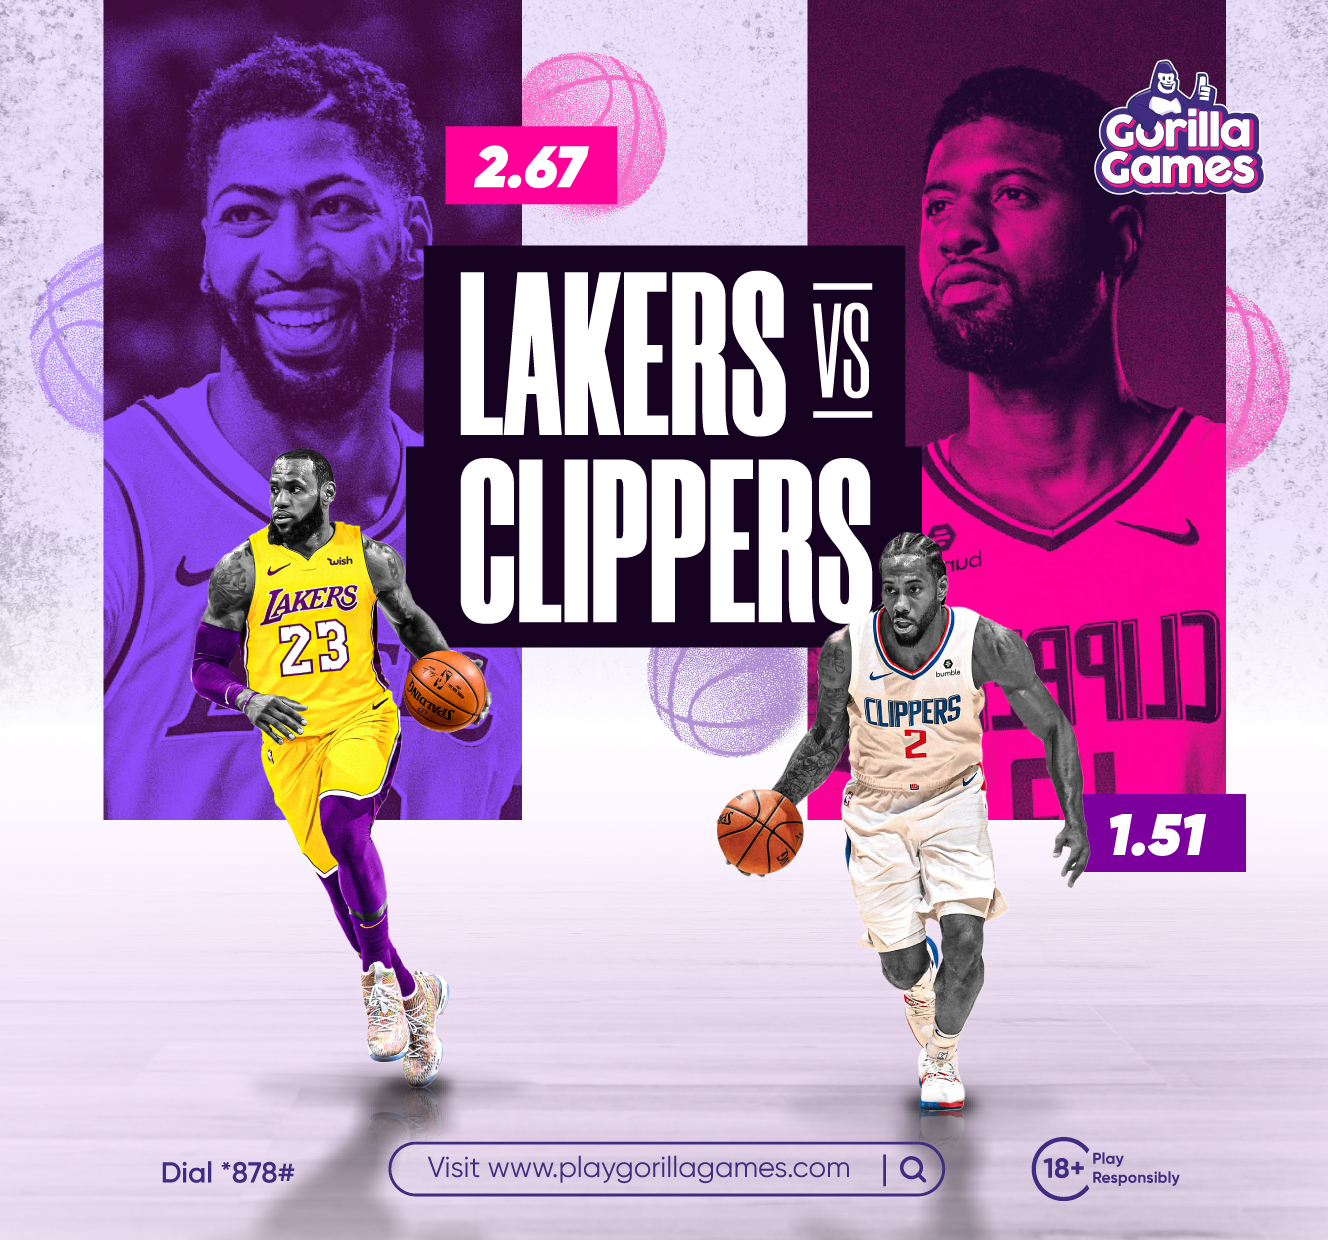 Gorilla
Games
2.67
LAKERS VS
CLIPPERS
wish
LAKERS
23
SPALDING
bumble
CLIPPERS
2
CLIPPERS
1.51
Dial *878#
Visit www.playgorillagames.com
18+ Play
Responsibly